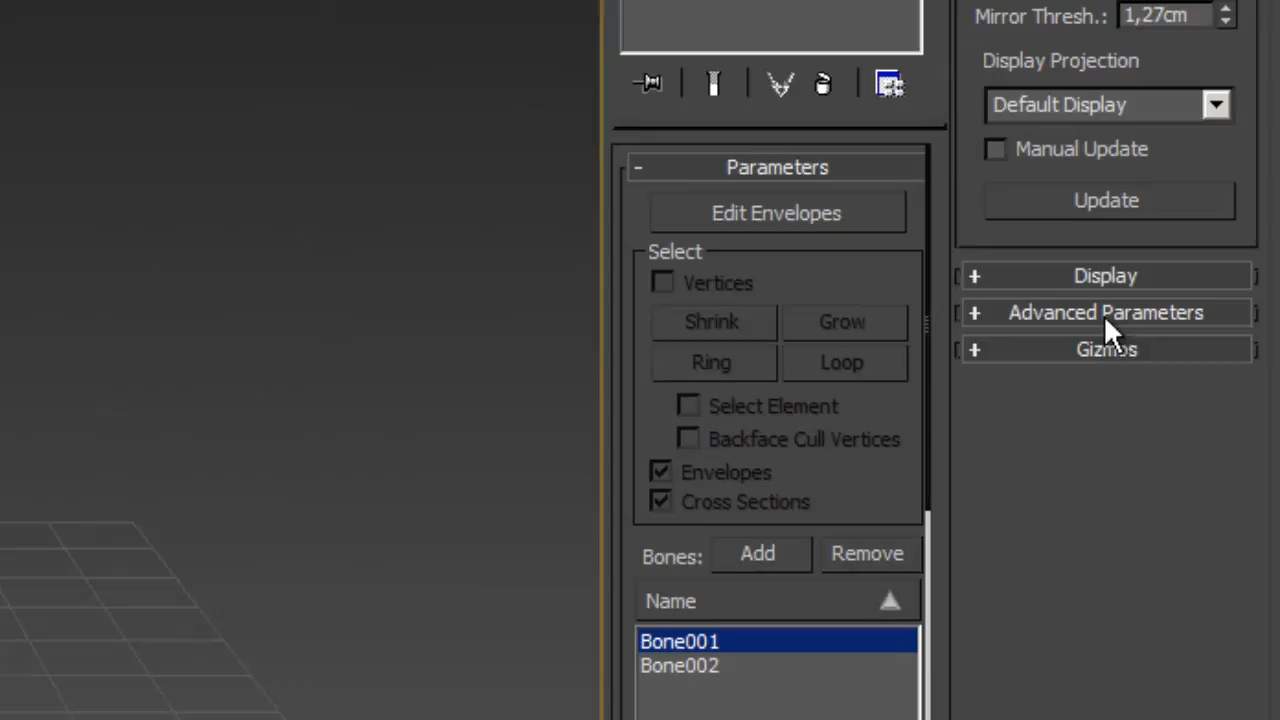 Mirror Thresh.: 1,27cm
Display Projection
Default Display
Manual Update
Update
+ Display
+ Advanced Parameters
+ Gizmos
- Parameters
Edit Envelopes
Select
Vertices
Shrink Grow
Ring Loop
Select Element
Backface Cull Vertices
Envelopes
Cross Sections
Bones: Add Remove
Name
Bone001
Bone002